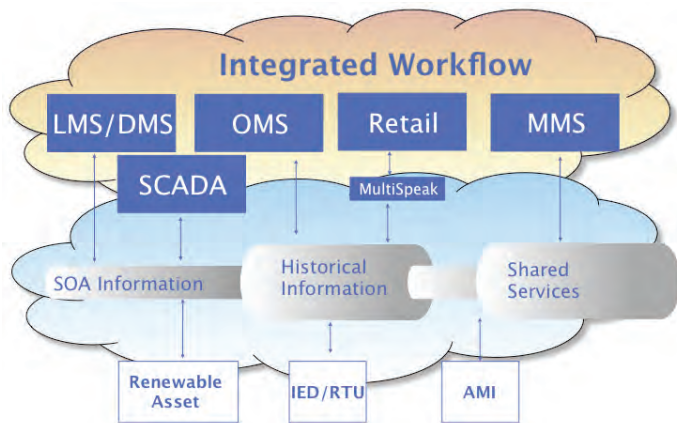 Integrated Workflow
LMS/DMS
OMS
Retail
MMS
SCADA
MultiSpeak
SOA Information
Historical
Information
Shared
Services
Renewable
Asset
IED/RTU
AMI